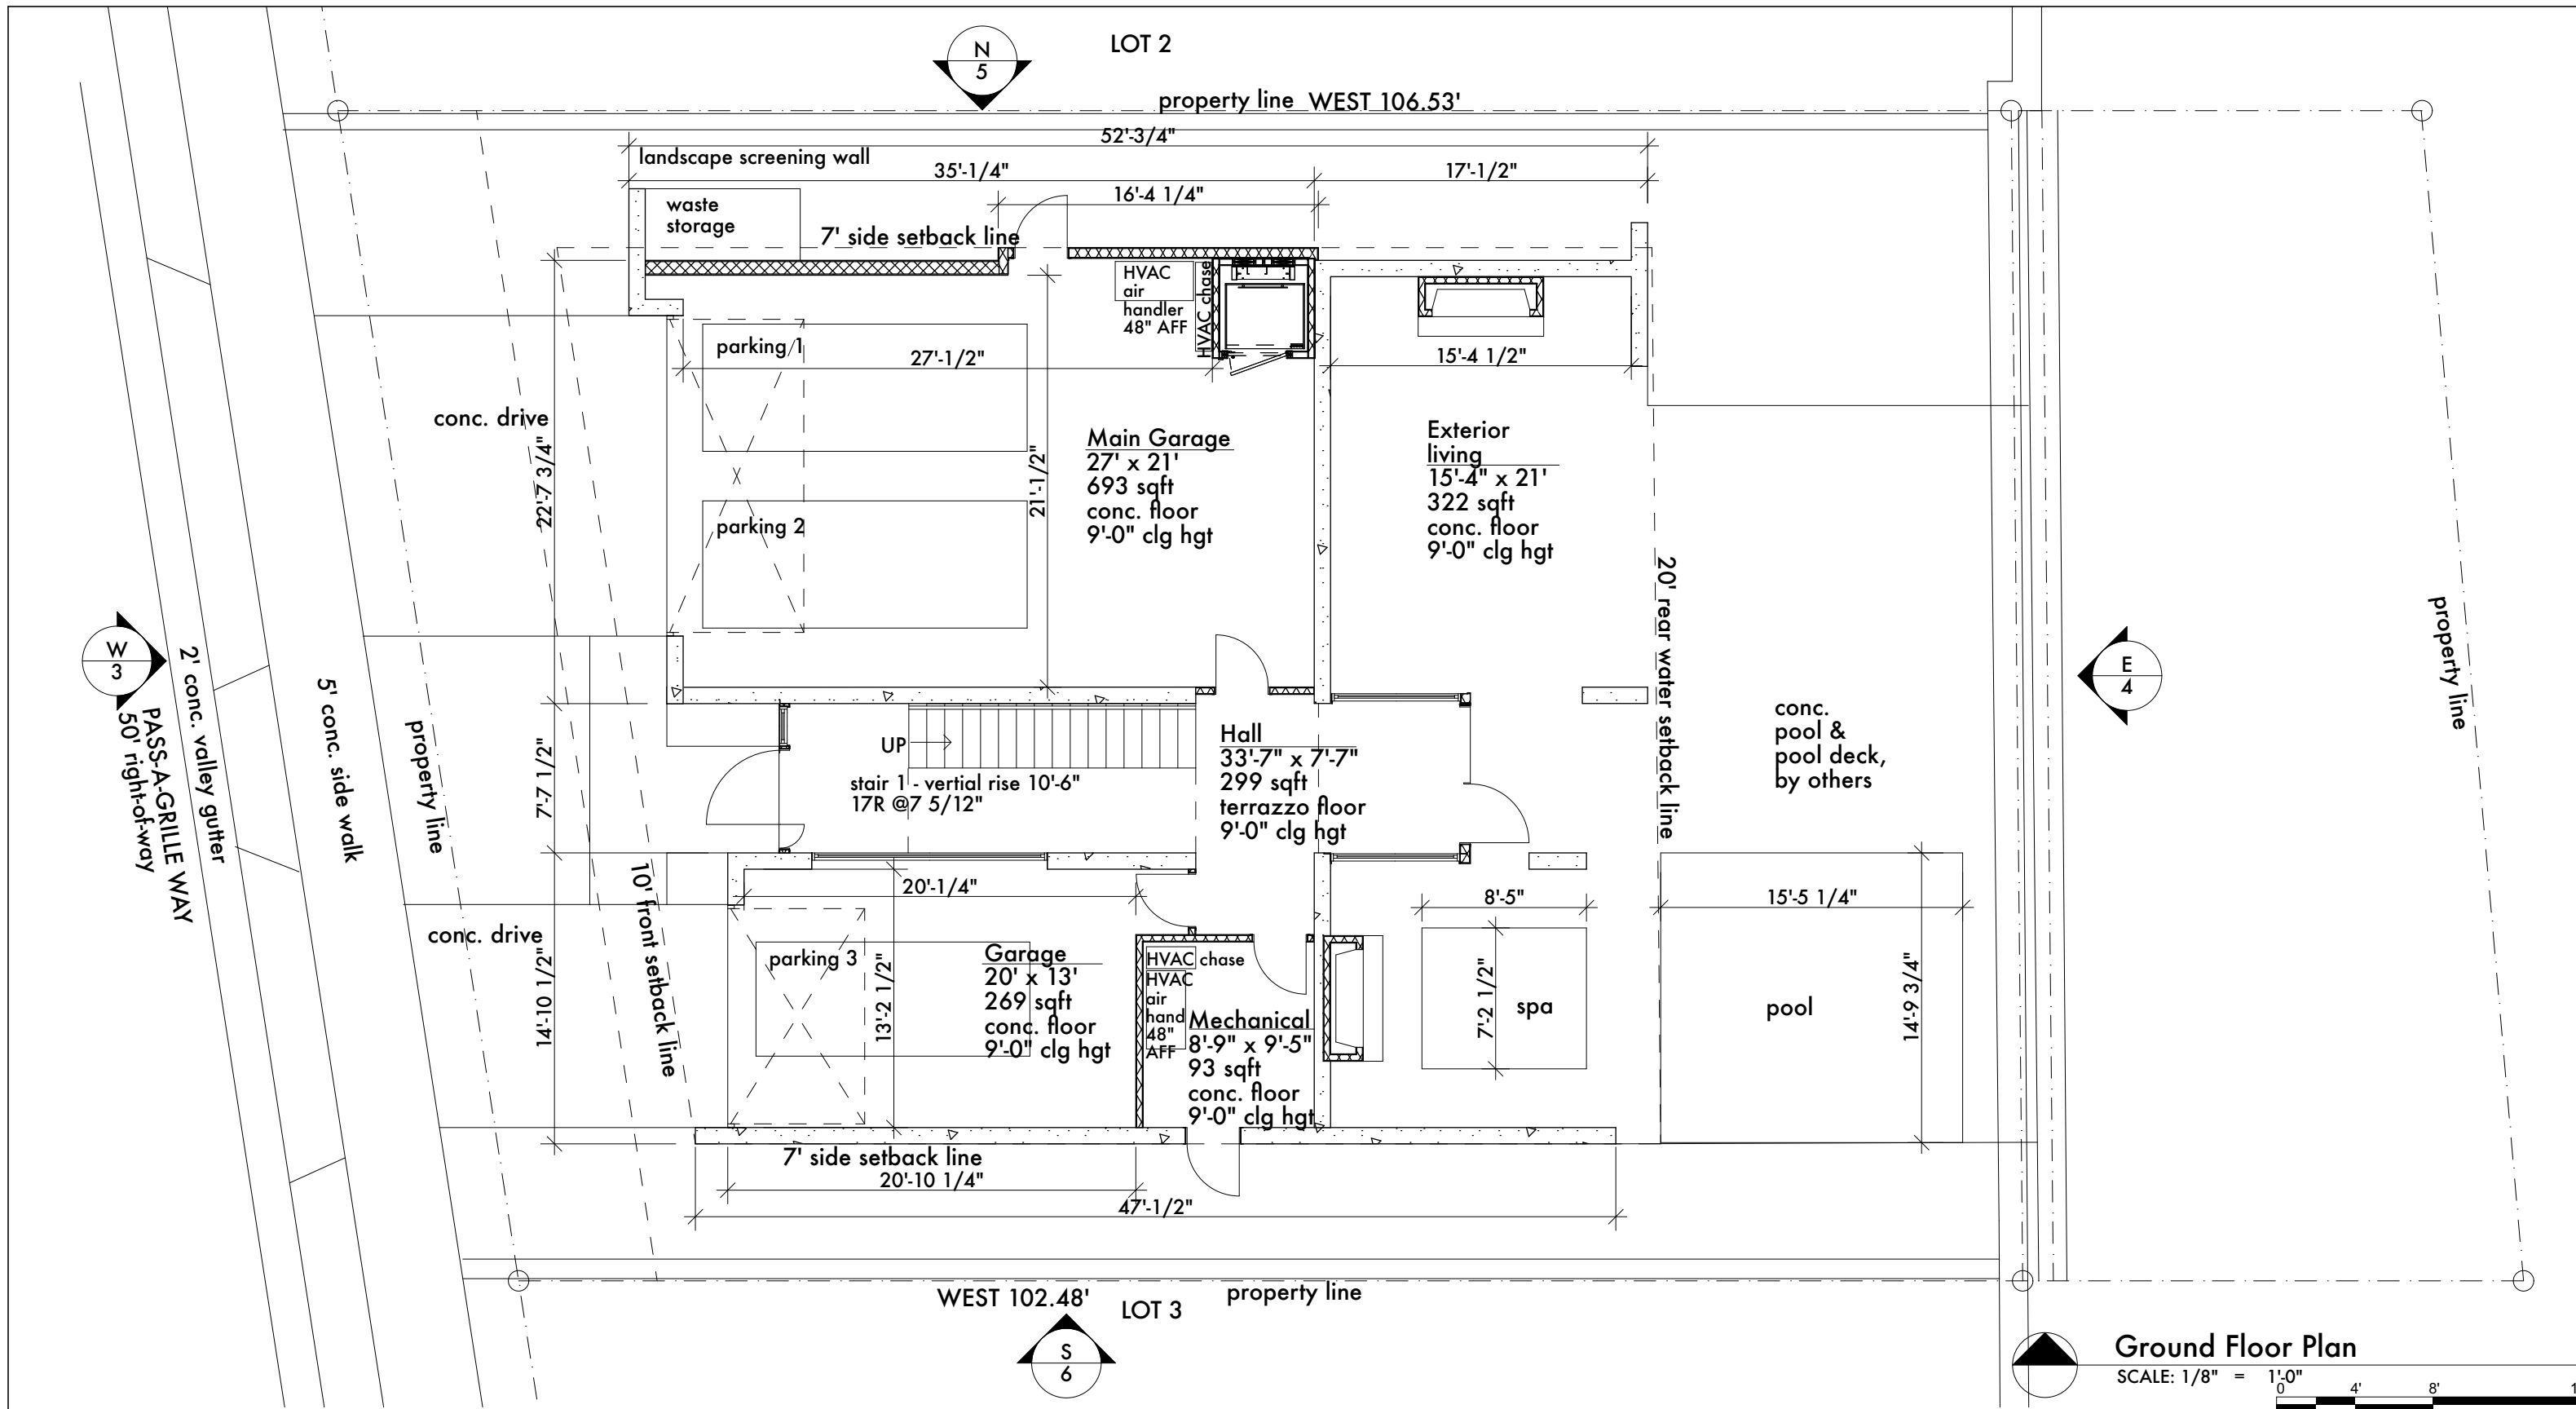 LOT 2
N
5
property line WEST 106.53'
52'-3/4"
landscape screening wall
35'-1/4"
17'-1/2"
16'-4 1/4"
waste
storage
7' side setback line
HVAC
air
handler
48" AFF
HVAC chase
parking 1
27'-1/2"
15'-4 1/2"
conc. drive
22'-7 3/4"
21'-1/2"
Main Garage
27' x 21'
693 sqft
conc. floor
9'-0" clg hgt
Exterior
living
15'-4" x 21'
322 sqft
conc. floor
9'-0" clg hgt
parking 2
20' rear water setback line
property line
W
3
E
4
2' conc. valley gutter
PASS-A-GRILLE WAY
50' right-of-way
5' conc. side walk
property line
conc.
pool &
pool deck,
by others
UP
Hall
33'-7" x 7'-7"
299 sqft
terrazzo floor
9'-0" clg hgt
stair 1 - vertial rise 10'-6"
17R @7 5/12"
7'-7 1/2"
10' front setback line
20'-1/4"
8'-5"
15'-5 1/4"
conc. drive
14'-10 1/2"
parking 3
13'-2 1/2"
Garage
20' x 13'
269 sqft
conc. floor
9'-0" clg hgt
HVAC chase
HVAC
air
hand
48"
AFF
Mechanical
8'-9" x 9'-5"
93 sqft
conc. floor
9'-0" clg hgt
7'-2 1/2"
spa
pool
14'-9 3/4"
7' side setback line
20'-10 1/4"
47'-1/2"
WEST 102.48'
property line
LOT 3
S
6
Ground Floor Plan
SCALE: 1/8" = 1'-0"
0 4' 8'